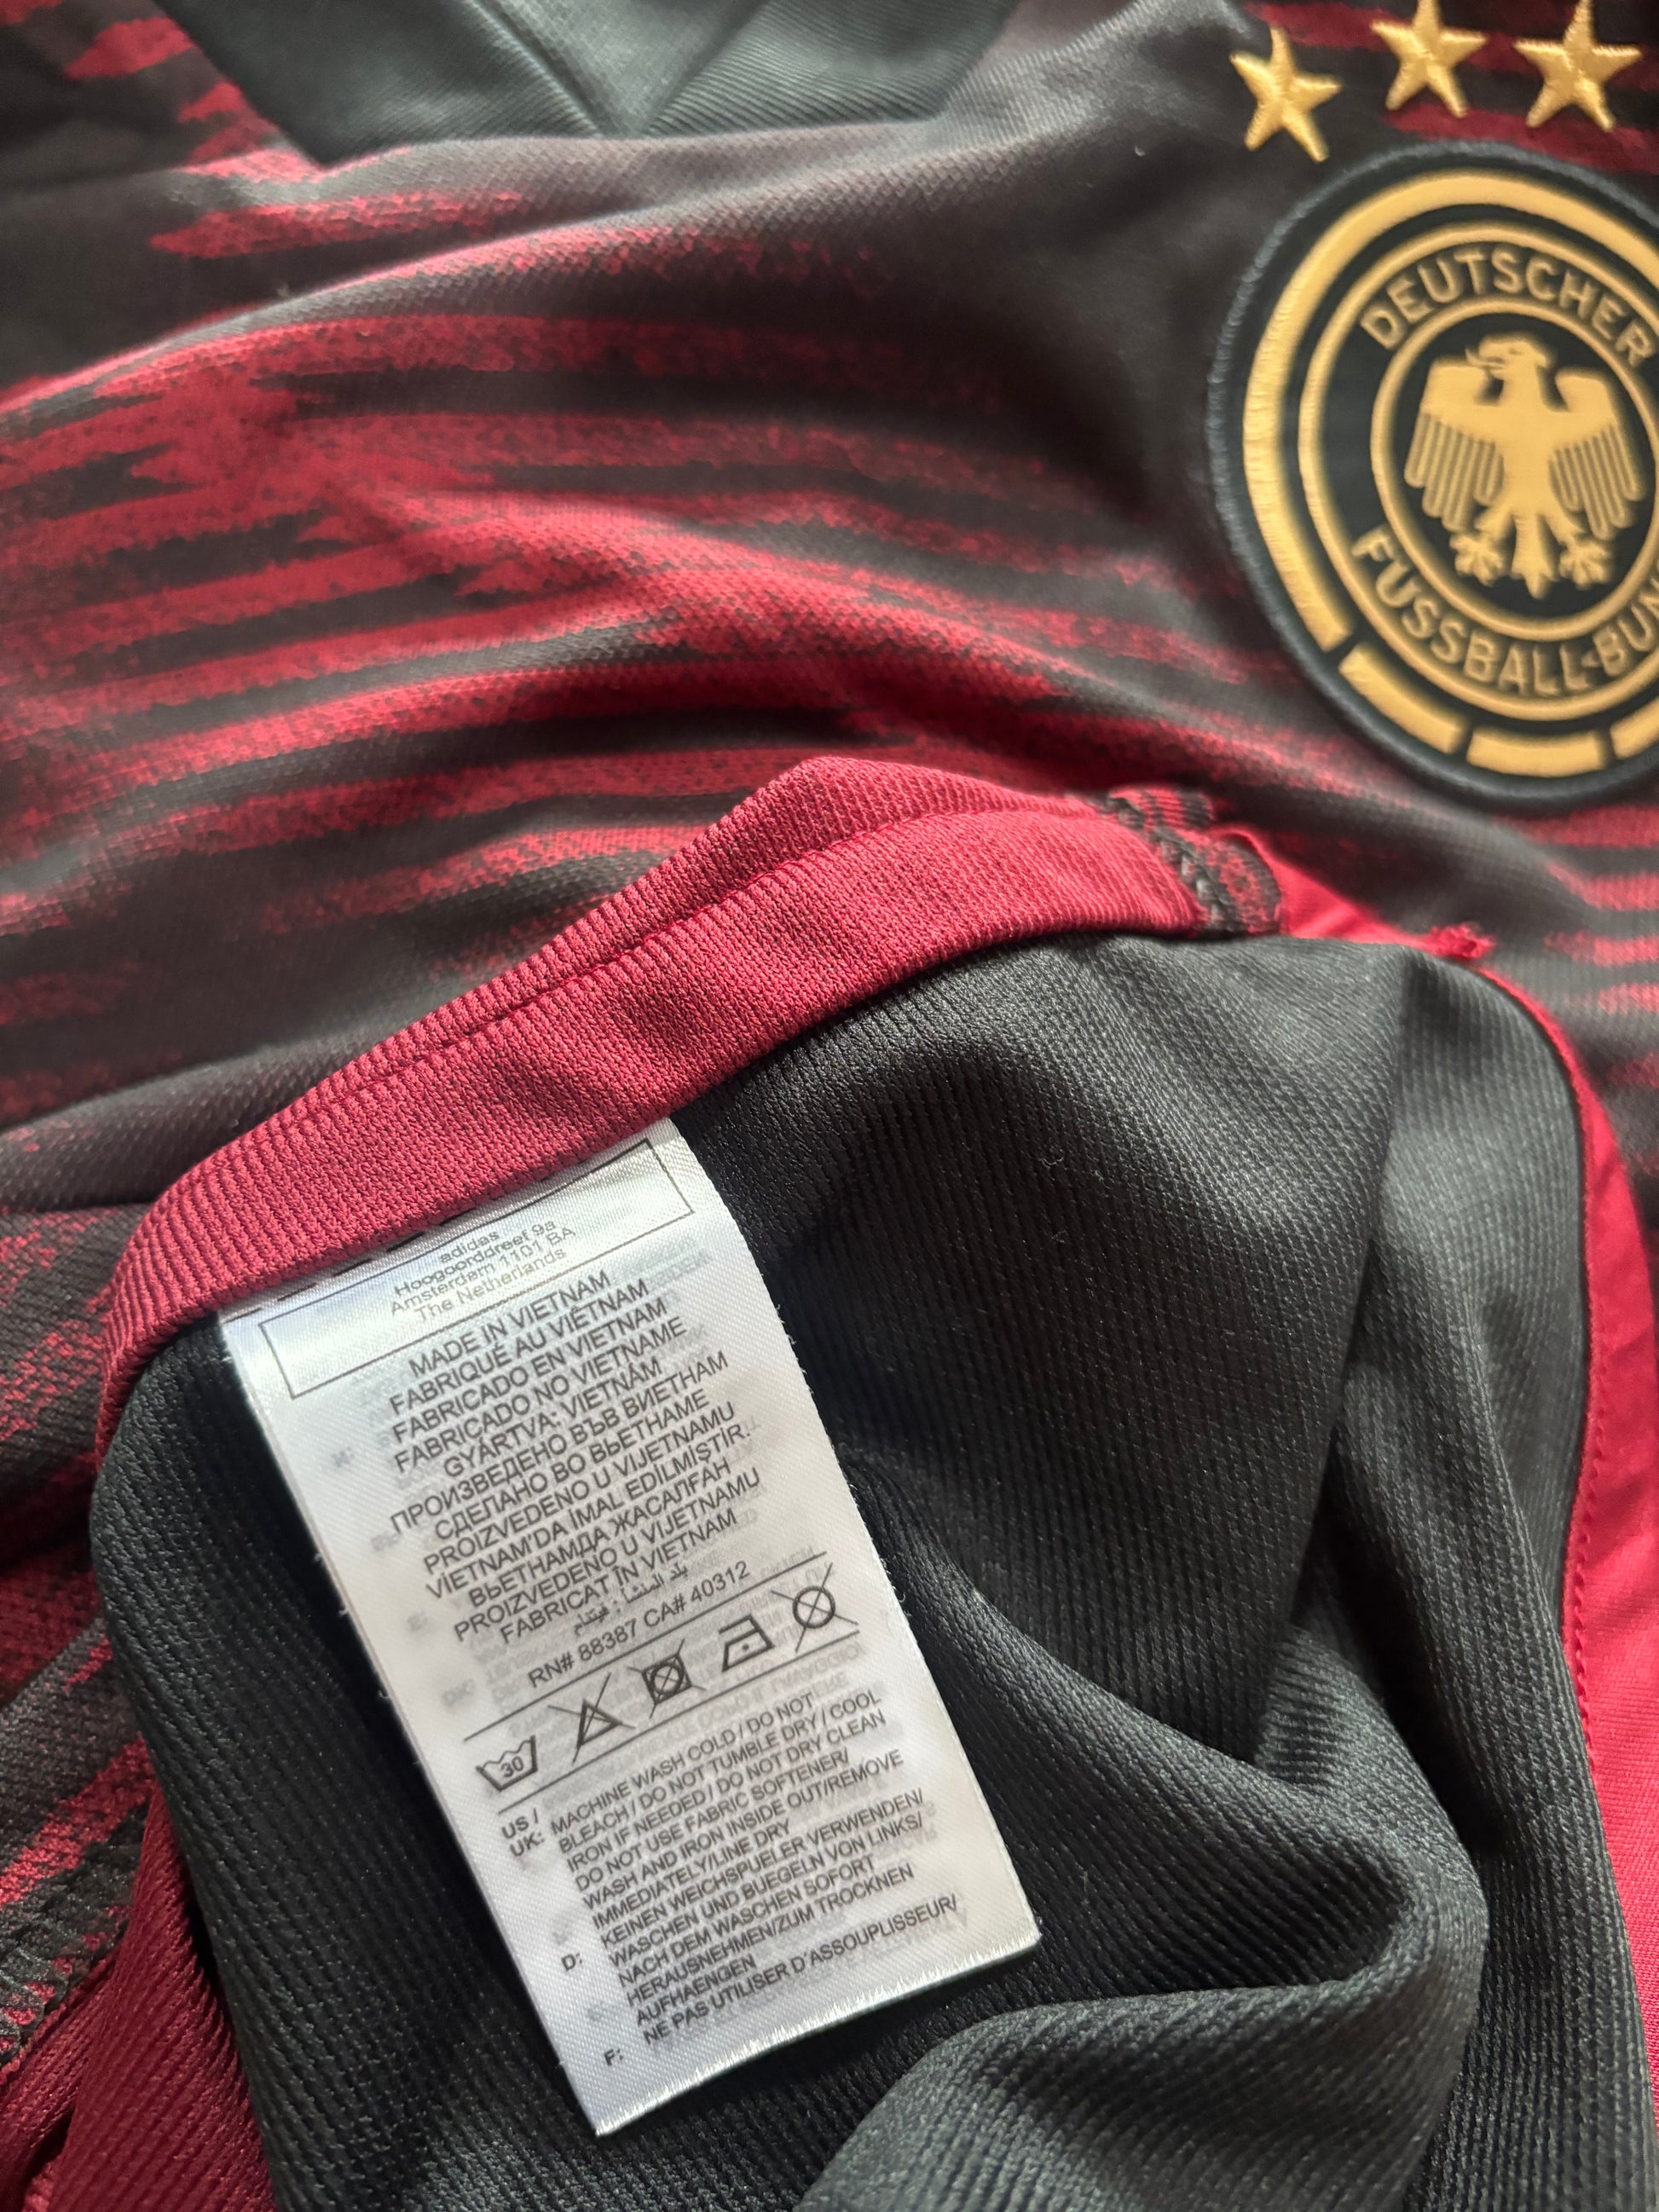 DEUTSCHER
FUSSBALL-BUN
adidas
Hoogoorddreef 9a
Amsterdam 1101 BA
The Netherlands
MADE IN VIETNAM
FABRIQUÉ AU VIÊTNAM
FABRICADO EN VIETNAM
FABRICADO NO VIETNAME
GYÁRTVA: VIETNÁM
ПРОИЗВЕДЕНО ВЪВ ВИЕТНАМ
СДЕЛАНО ВО ВЬЕТНАМЕ
PROIZVEDENO U VIJETNAMU
VIETNAM'DA İMAL EDİLMİŞTİR.
ВЬЕТНАМДА ЖАСАЛҒАН
PROIZVEDENO U VIJETNAMU
FABRICAT ÎN VIETNAM
بلد المنشأ : فيتنام
RN# 88387 CA# 40312
30
US / UK: MACHINE WASH COLD / DO NOT
BLEACH / DO NOT TUMBLE DRY / COOL
IRON IF NEEDED / DO NOT DRY CLEAN
DO NOT USE FABRIC SOFTENER/
WASH AND IRON INSIDE OUT/REMOVE
IMMEDIATELY/LINE DRY
D: KEINEN WEICHSPUELER VERWENDEN/
WASCHEN UND BUEGELN VON LINKS/
NACH DEM WASCHEN SOFORT
HERAUSNEHMEN/ZUM TROCKNEN
AUFHAENGEN
F: NE PAS UTILISER D'ASSOUPLISSEUR/